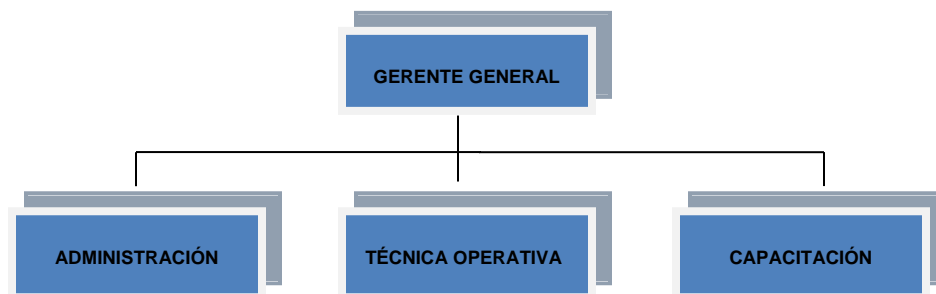 GERENTE GENERAL
ADMINISTRACIÓN
TÉCNICA OPERATIVA
CAPACITACIÓN